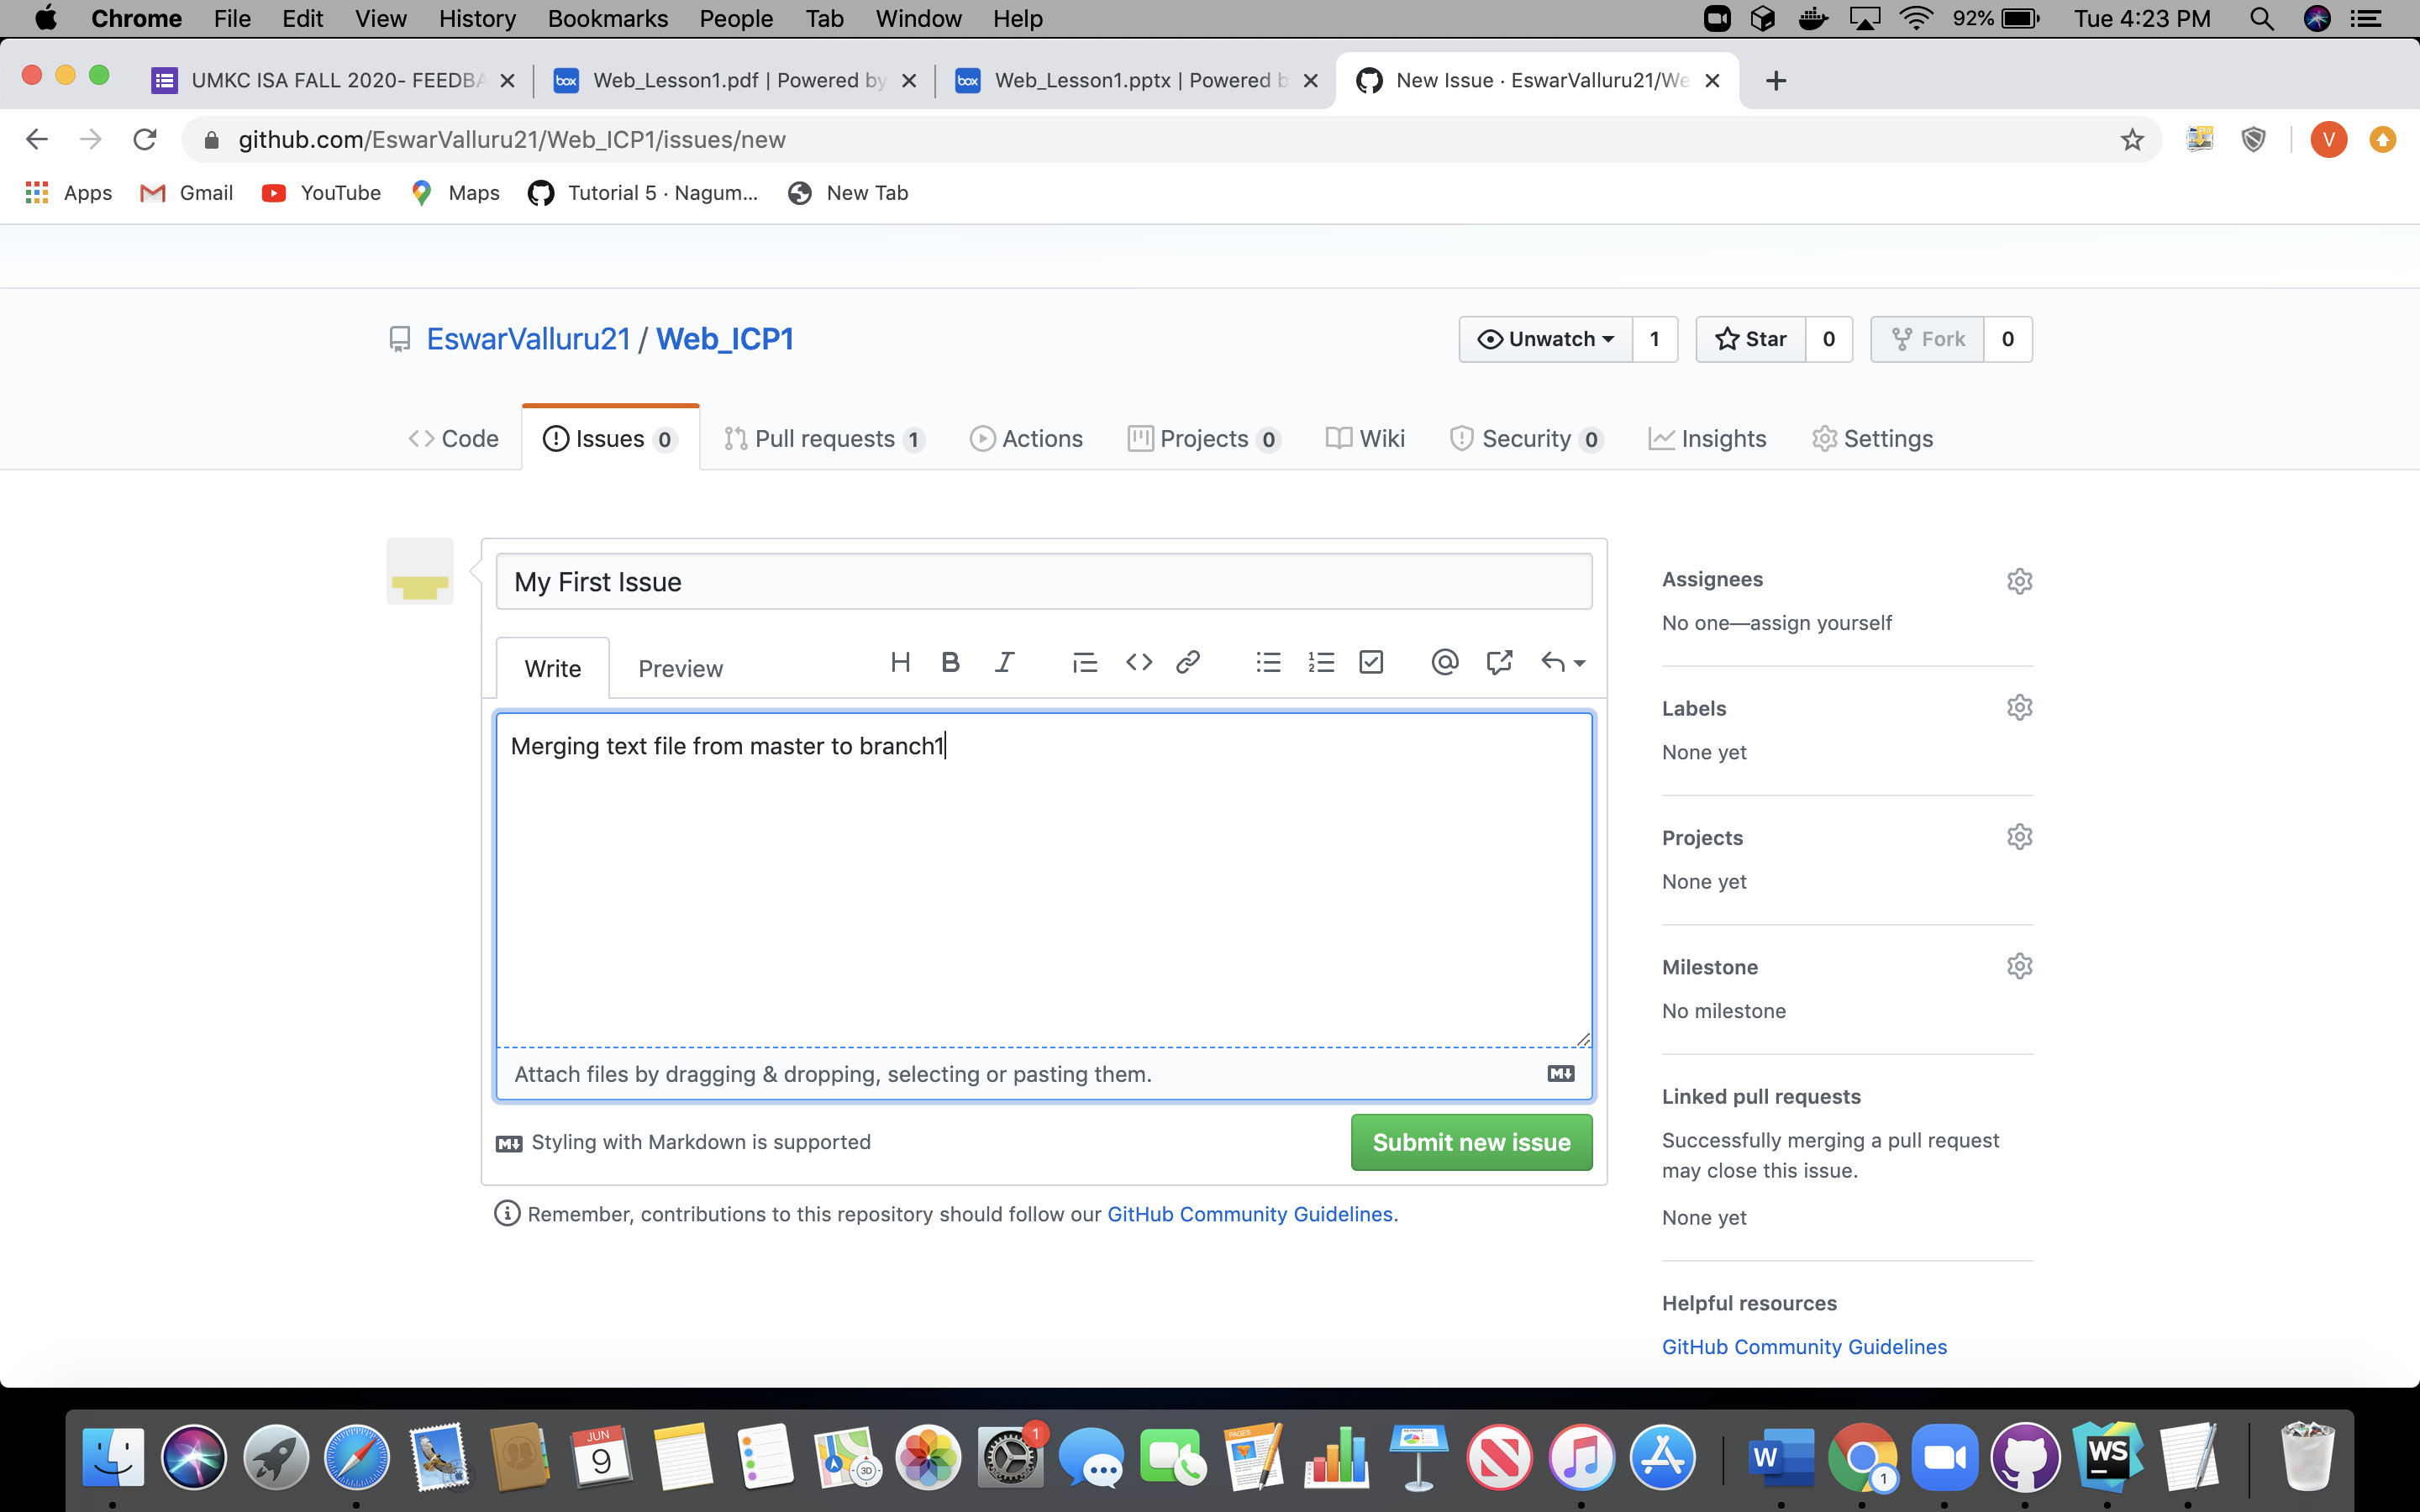 Chrome File Edit View History Bookmarks People Tab Window Help 92% Tue 4:23 PM
UMKC ISA FALL 2020- FEEDBA Web_Lesson1.pdf | Powered by Web_Lesson1.pptx | Powered b New Issue · EswarValluru21/We
github.com/EswarValluru21/Web_ICP1/issues/new V
Apps Gmail YouTube Maps Tutorial 5 · Nagum... New Tab
EswarValluru21 / Web_ICP1 Unwatch 1 Star 0 Fork 0
Code Issues 0 Pull requests 1 Actions Projects 0 Wiki Security 0 Insights Settings
My First Issue
Write Preview H B I
Merging text file from master to branch1
Attach files by dragging & dropping, selecting or pasting them.
Styling with Markdown is supported
Submit new issue
Remember, contributions to this repository should follow our GitHub Community Guidelines.
Assignees
No one—assign yourself
Labels
None yet
Projects
None yet
Milestone
No milestone
Linked pull requests
Successfully merging a pull request
may close this issue.
None yet
Helpful resources
GitHub Community Guidelines
JUN
9
3D
1
PAGES
W
1
WS